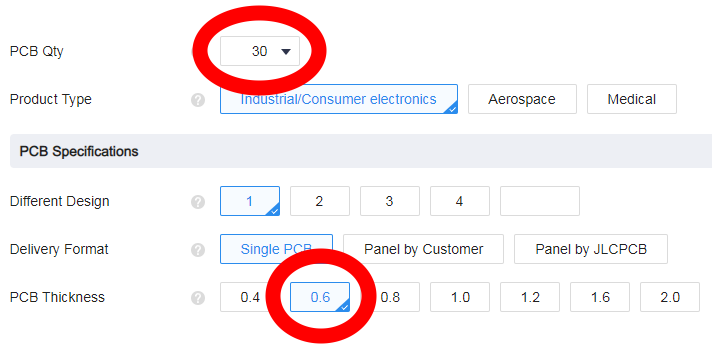 PCB Qty 30
Product Type ? Industrial/Consumer electronics Aerospace Medical
PCB Specifications
Different Design ? 1 2 3 4
Delivery Format ? Single PCB Panel by Customer Panel by JLCPCB
PCB Thickness ? 0.4 0.6 0.8 1.0 1.2 1.6 2.0